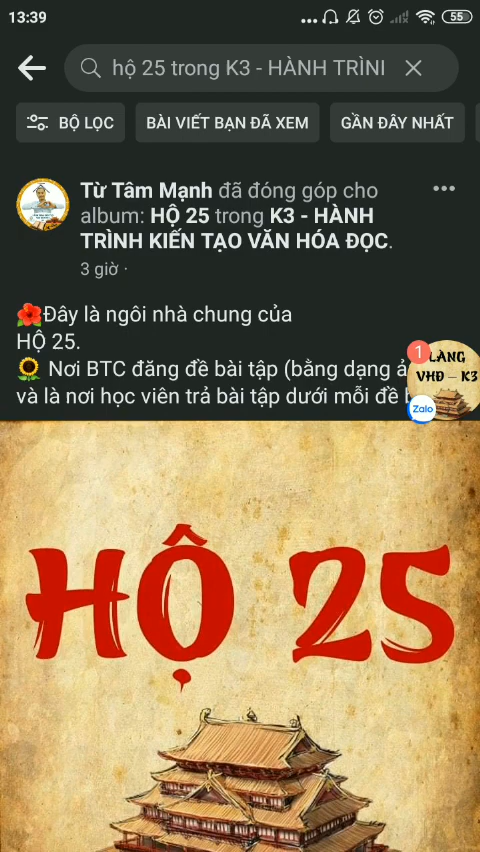 13:39
55
hộ 25 trong K3 - HÀNH TRÌNI
BỘ LỌC
BÀI VIẾT BẠN ĐÃ XEM
GẦN ĐÂY NHẤT
Từ Tâm Mạnh đã đóng góp cho
album: HỘ 25 trong K3 - HÀNH
TRÌNH KIẾN TẠO VĂN HÓA ĐỌC.
3 giờ ·
Đây là ngôi nhà chung của
HỘ 25.
Nơi BTC đăng đề bài tập (bằng dạng ả
và là nơi học viên trả bài tập dưới mỗi đề b
1
LÀNG
VHĐ – K3
Zalo
HỘ 25